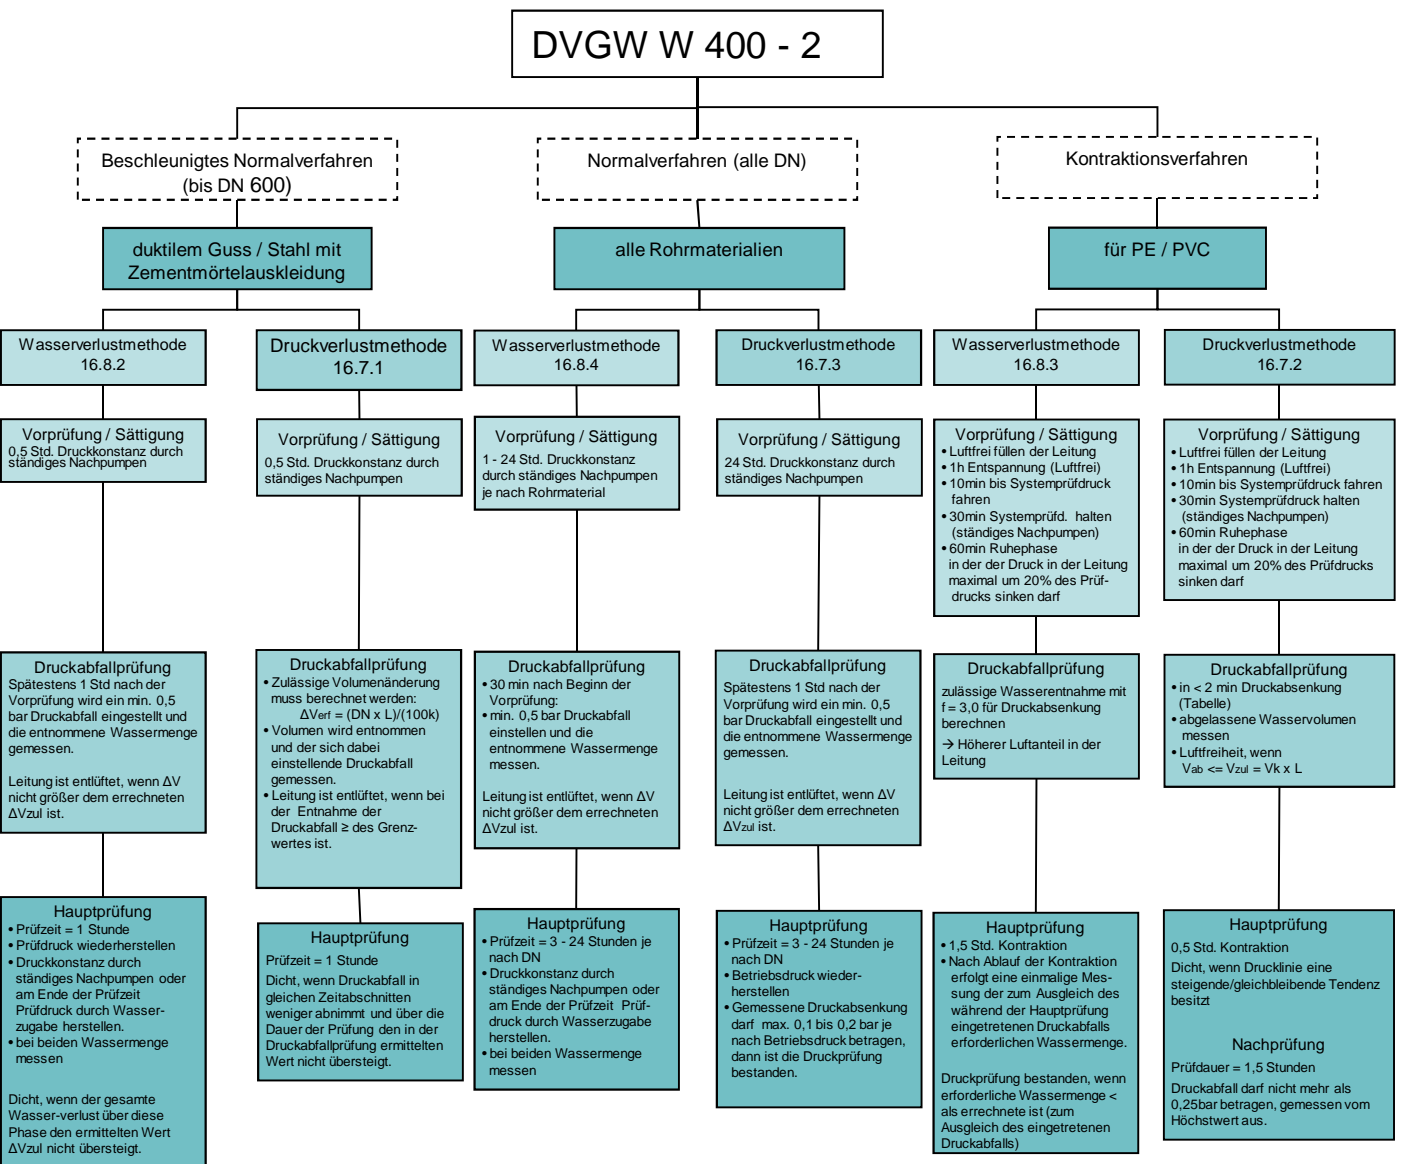 DVGW W 400 - 2
Beschleunigtes Normalverfahren
(bis DN 600)
Normalverfahren (alle DN)
Kontraktionsverfahren
duktilem Guss / Stahl mit
Zementmörtelauskleidung
alle Rohrmaterialien
für PE / PVC
Wasserverlustmethode
16.8.2
Druckverlustmethode
16.7.1
Wasserverlustmethode
16.8.4
Druckverlustmethode
16.7.3
Wasserverlustmethode
16.8.3
Druckverlustmethode
16.7.2
Vorprüfung / Sättigung
0,5 Std. Druckkonstanz durch
ständiges Nachpumpen
Vorprüfung / Sättigung
0,5 Std. Druckkonstanz durch
ständiges Nachpumpen
Vorprüfung / Sättigung
1 - 24 Std. Druckkonstanz
durch ständiges Nachpumpen
je nach Rohrmaterial
Vorprüfung / Sättigung
24 Std. Druckkonstanz durch
ständiges Nachpumpen
Vorprüfung / Sättigung
• Luftfrei füllen der Leitung
• 1h Entspannung (Luftfrei)
• 10min bis Systemprüfdruck
fahren
• 30min Systemprüfd. halten
(ständiges Nachpumpen)
• 60min Ruhephase
in der der Druck in der Leitung
maximal um 20% des Prüf-
drucks sinken darf
Vorprüfung / Sättigung
• Luftfrei füllen der Leitung
• 1h Entspannung (Luftfrei)
• 10min bis Systemprüfdruck fahren
• 30min Systemprüfdruck halten
(ständiges Nachpumpen)
• 60min Ruhephase
in der der Druck in der Leitung
maximal um 20% des Prüfdrucks
sinken darf
Druckabfallprüfung
Spätestens 1 Std nach der
Vorprüfung wird ein min. 0,5
bar Druckabfall eingestellt und
die entnommene Wassermenge
gemessen.
Leitung ist entlüftet, wenn ΔV
nicht größer dem errechneten
ΔVzul ist.
Druckabfallprüfung
• Zulässige Volumenänderung
muss berechnet werden:
ΔVerf = (DN x L)/(100k)
• Volumen wird entnommen
und der sich dabei
einstellende Druckabfall
gemessen.
• Leitung ist entlüftet, wenn bei
der Entnahme der
Druckabfall ≥ des Grenz-
wertes ist.
Druckabfallprüfung
• 30 min nach Beginn der
Vorprüfung:
• min. 0,5 bar Druckabfall
einstellen und die
entnommene Wassermenge
messen.
Leitung ist entlüftet, wenn ΔV
nicht größer dem errechneten
ΔVzul ist.
Druckabfallprüfung
Spätestens 1 Std nach der
Vorprüfung wird ein min. 0,5
bar Druckabfall eingestellt und
die entnommene Wassermenge
gemessen.
Leitung ist entlüftet, wenn ΔV
nicht größer dem errechneten
ΔVzul ist.
Druckabfallprüfung
zulässige Wasserentnahme mit
f = 3,0 für Druckabsenkung
berechnen
→ Höherer Luftanteil in der
Leitung
Druckabfallprüfung
• in < 2 min Druckabsenkung
(Tabelle)
• abgelassene Wasservolumen
messen
• Luftfreiheit, wenn
Vab <= Vzul = Vk x L
Hauptprüfung
• Prüfzeit = 1 Stunde
• Prüfdruck wiederherstellen
• Druckkonstanz durch
ständiges Nachpumpen oder
am Ende der Prüfzeit
Prüfdruck durch Wasser-
zugabe herstellen.
• bei beiden Wassermenge
messen
Dicht, wenn der gesamte
Wasser-verlust über diese
Phase den ermittelten Wert
ΔVzul nicht übersteigt.
Hauptprüfung
Prüfzeit = 1 Stunde
Dicht, wenn Druckabfall in
gleichen Zeitabschnitten
weniger abnimmt und über die
Dauer der Prüfung den in der
Druckabfallprüfung ermittelten
Wert nicht übersteigt.
Hauptprüfung
• Prüfzeit = 3 - 24 Stunden je
nach DN
• Druckkonstanz durch
ständiges Nachpumpen oder
am Ende der Prüfzeit Prüf-
druck durch Wasserzugabe
herstellen.
• bei beiden Wassermenge
messen
Hauptprüfung
• Prüfzeit = 3 - 24 Stunden je
nach DN
• Betriebsdruck wieder-
herstellen
• Gemessene Druckabsenkung
darf max. 0,1 bis 0,2 bar je
nach Betriebsdruck betragen,
dann ist die Druckprüfung
bestanden.
Hauptprüfung
• 1,5 Std. Kontraktion
• Nach Ablauf der Kontraktion
erfolgt eine einmalige Mes-
sung der zum Ausgleich des
während der Hauptprüfung
eingetretenen Druckabfalls
erforderlichen Wassermenge.
Druckprüfung bestanden, wenn
erforderliche Wassermenge <
als errechnete ist (zum
Ausgleich des eingetretenen
Druckabfalls)
Hauptprüfung
0,5 Std. Kontraktion
Dicht, wenn Drucklinie eine
steigende/gleichbleibende Tendenz
besitzt
Nachprüfung
Prüfdauer = 1,5 Stunden
Druckabfall darf nicht mehr als
0,25bar betragen, gemessen vom
Höchstwert aus.